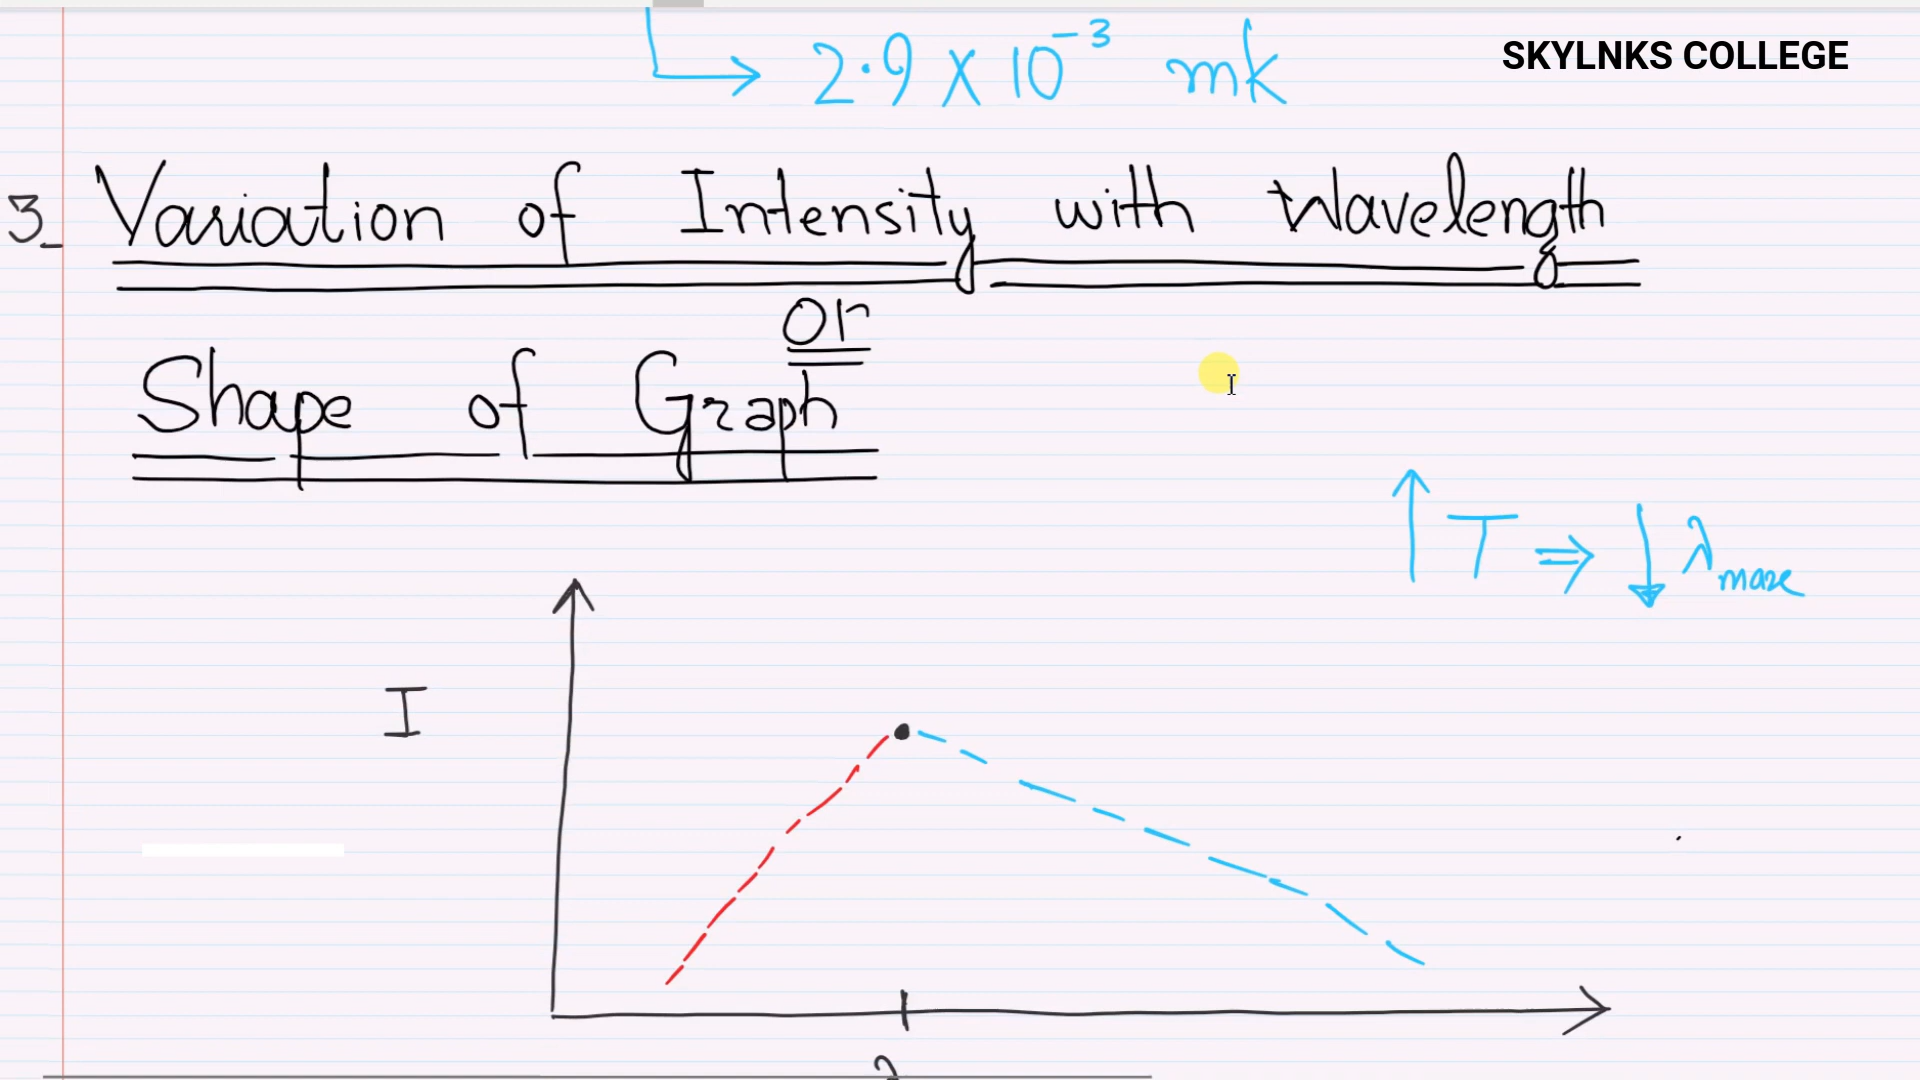 2.9 × 10⁻³ mk
SKYLNKS COLLEGE
3_ Variation of Intensity with Wavelength
or
Shape of Graph
↑ T ⇒ ↓ λmax
I